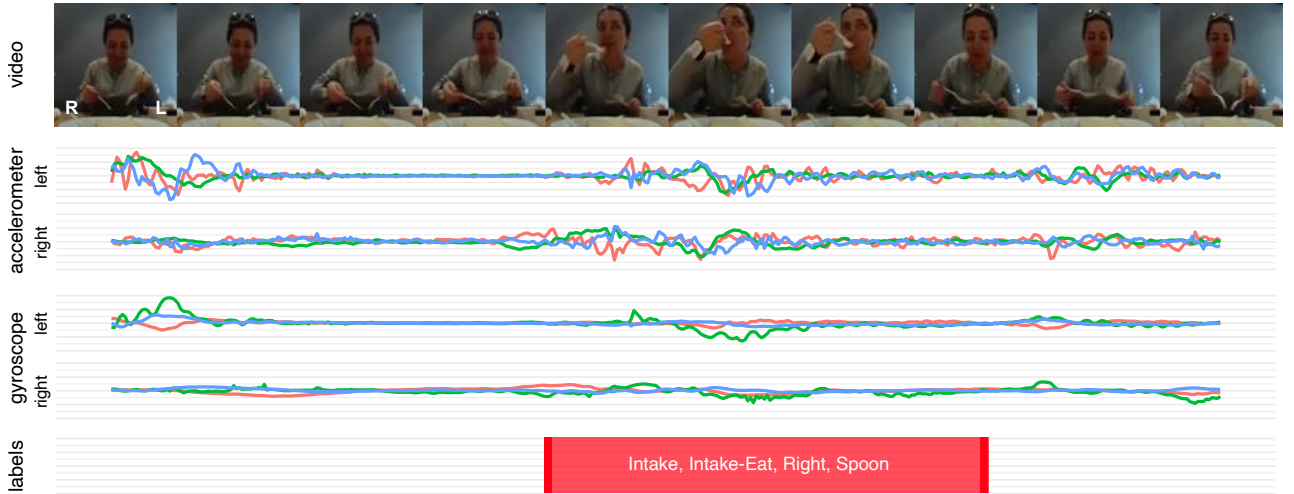 video
R L
accelerometer
left
right
gyroscope
left
right
labels
Intake, Intake-Eat, Right, Spoon